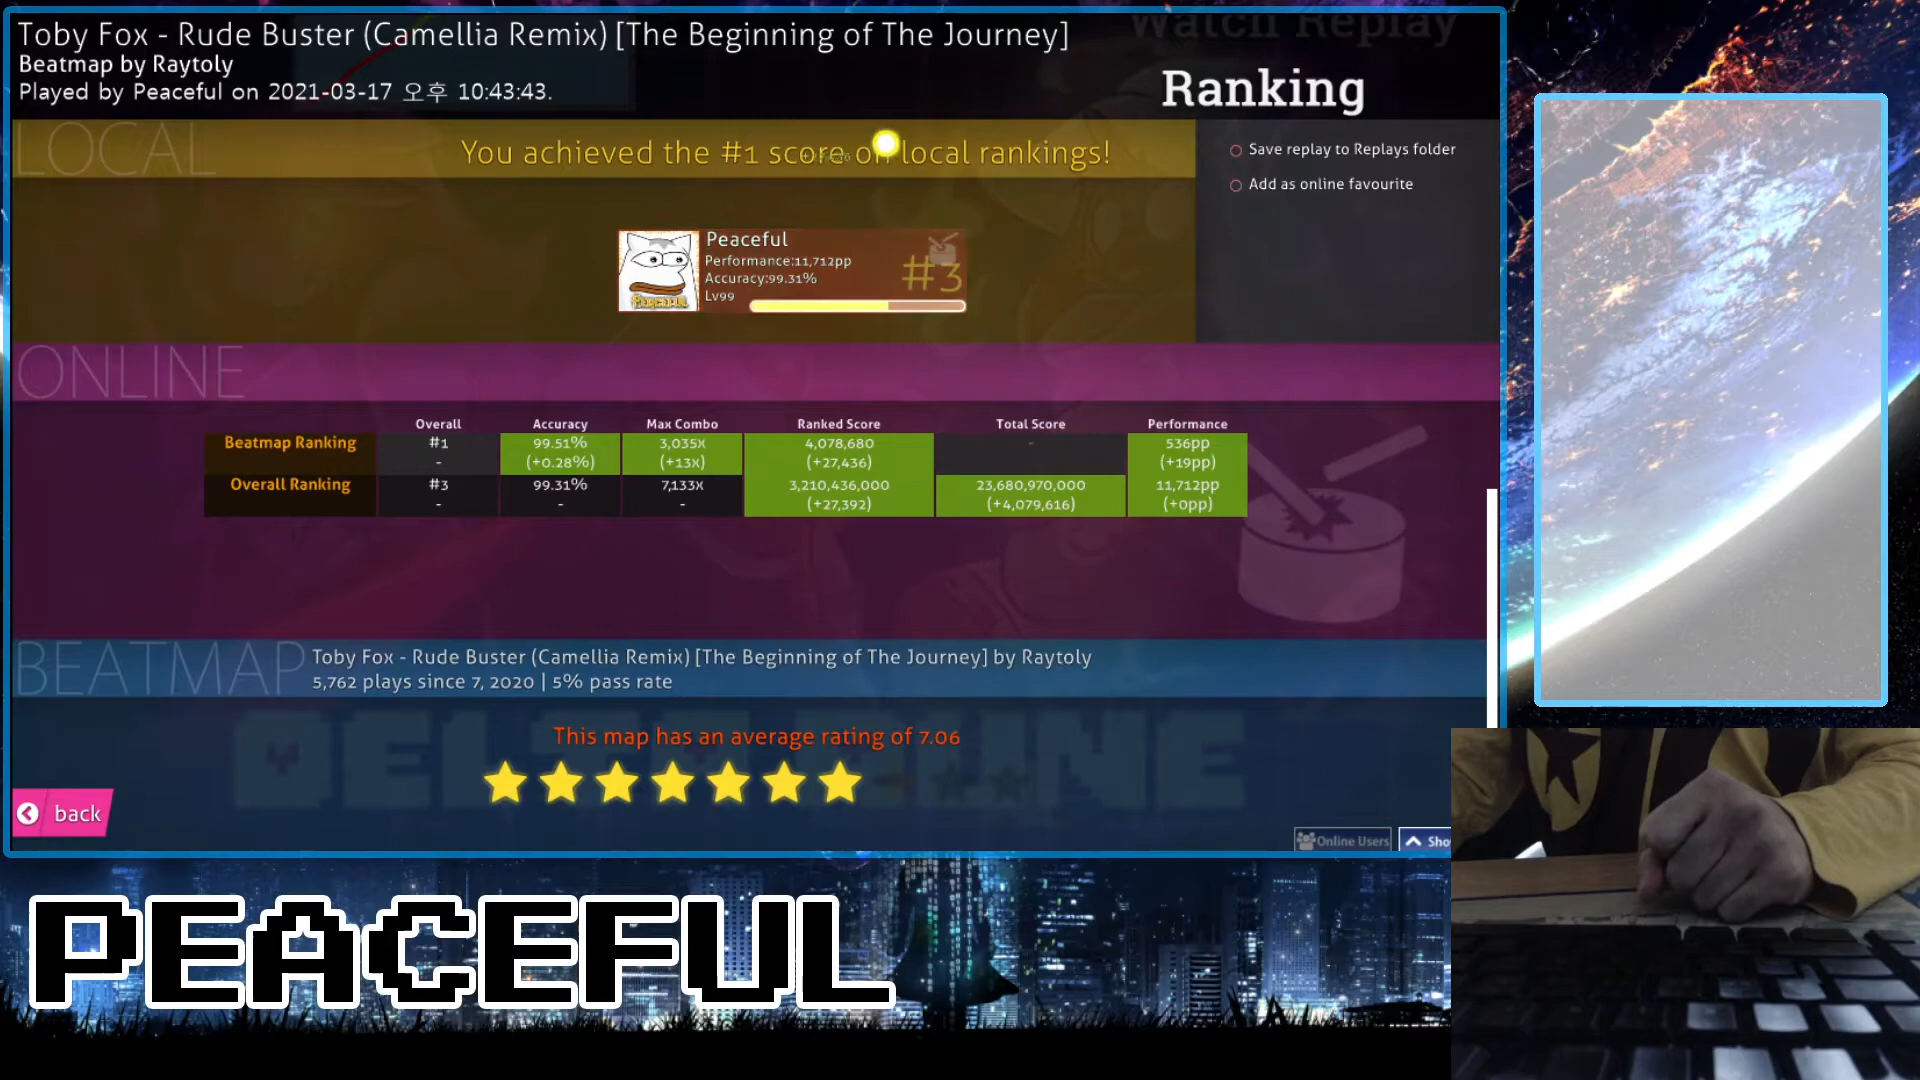 Watch Replay
Toby Fox - Rude Buster (Camellia Remix) [The Beginning of The Journey]
Beatmap by Raytoly
Played by Peaceful on 2021-03-17 오후 10:43:43.
Ranking
LOCAL
You achieved the #1 score on local rankings!
Save replay to Replays folder
Add as online favourite
Peaceful
Performance:11,712pp
Accuracy:99.31%
Lv99
#3
Peaceful
ONLINE
Overall Accuracy Max Combo Ranked Score Total Score Performance
Beatmap Ranking #1 99.51% 3,035x 4,078,680 - 536pp
- (+0.28%) (+13x) (+27,436) (+19pp)
Overall Ranking #3 99.31% 7,133x 3,210,436,000 23,680,970,000 11,712pp
- - - (+27,392) (+4,079,616) (+0pp)
BEATMAP
Toby Fox - Rude Buster (Camellia Remix) [The Beginning of The Journey] by Raytoly
5,762 plays since 7, 2020 | 5% pass rate
This map has an average rating of 7.06
DELTARUNE
back
Online Users
Sho
PEACEFUL